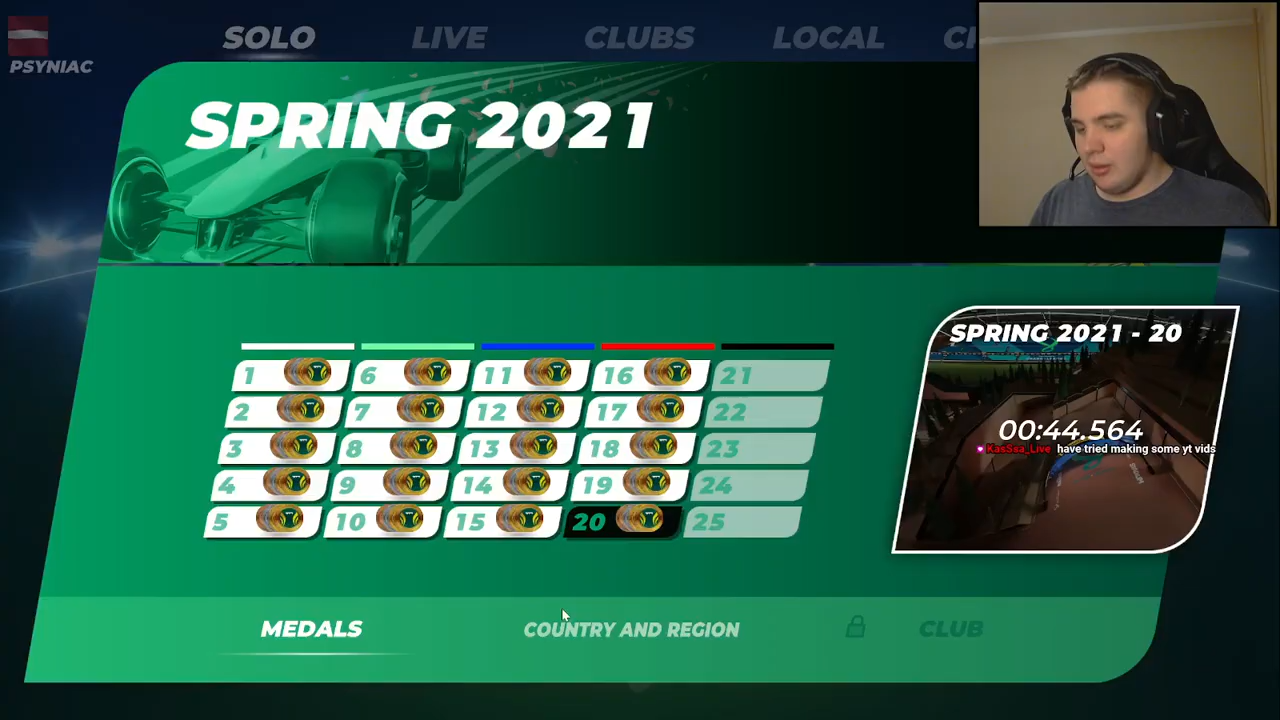 SOLO LIVE CLUBS LOCAL
PSYNIAC
SPRING 2021
SPRING 2021 - 20
00:44.564
KasSsa_Live have tried making some yt vids
1 6 11 16 21
2 7 12 17 22
3 8 13 18 23
4 9 14 19 24
5 10 15 20 25
MEDALS COUNTRY AND REGION CLUB